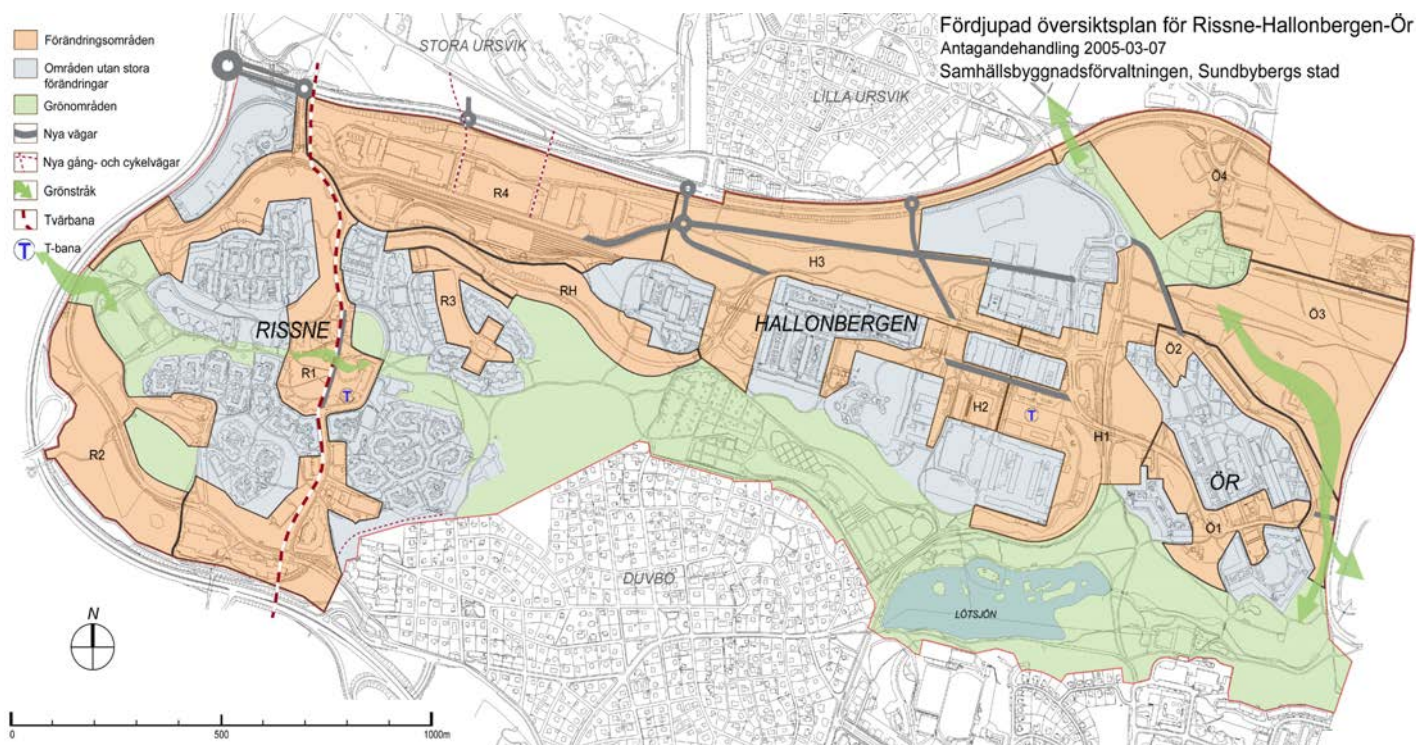 Fördjupad översiktsplan för Rissne-Hallonbergen-Ör
Antagandehandling 2005-03-07
Samhällsbyggnadsförvaltningen, Sundbybergs stad
Förändringsområden
Områden utan stora
förändringar
Grönområden
Nya vägar
Nya gång- och cykelvägar
Grönstråk
Tvärbana
T
T-bana
STORA URSVIK
LILLA URSVIK
R4
Ö4
H3
RH
R3
Ö3
RISSNE
HALLONBERGEN
Ö2
R1
T
H2
T
H1
R2
ÖR
Ö1
DUVBO
LÖTSJÖN
N
0
500
1000m